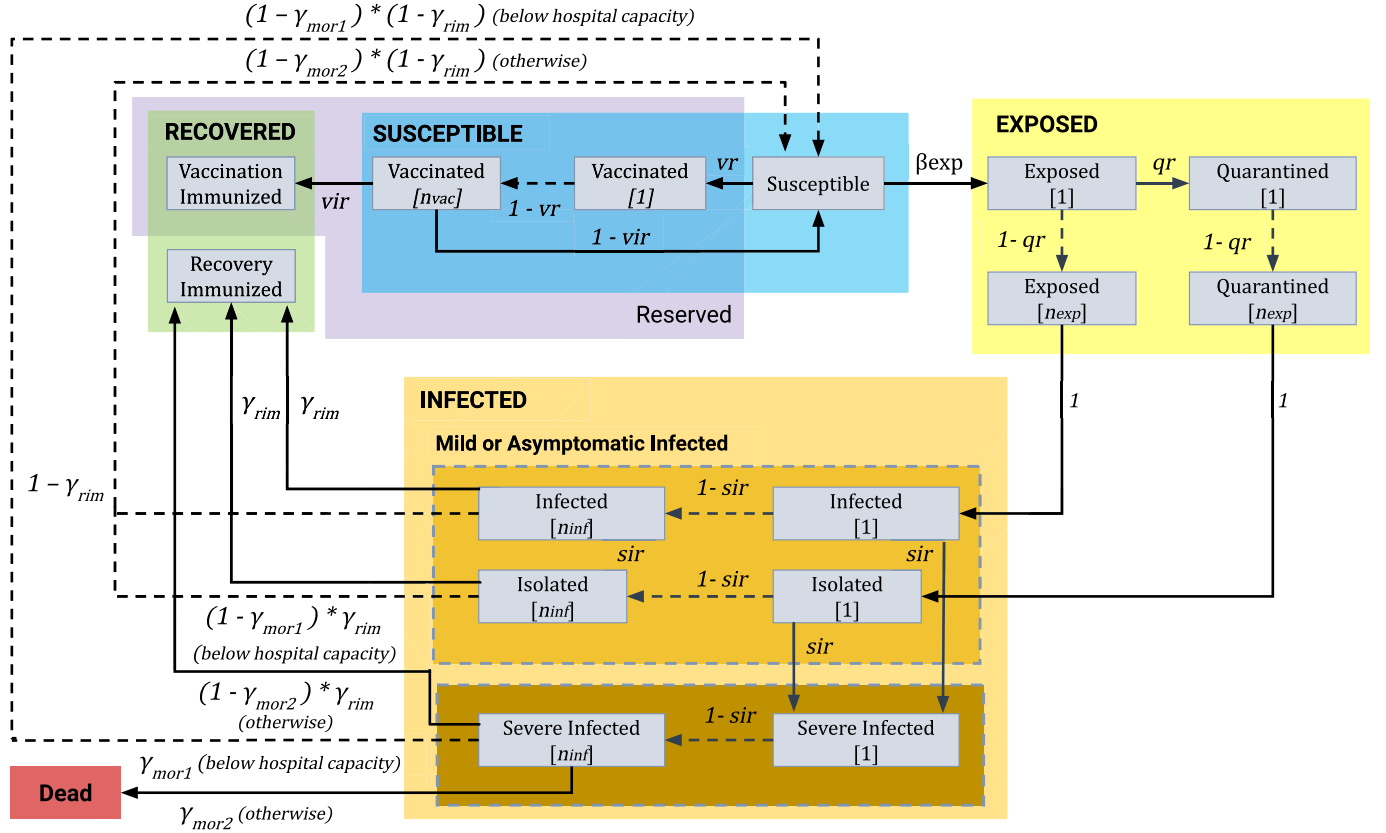 (1 – γmor1) * (1 - γrim) (below hospital capacity)
(1 – γmor2) * (1 - γrim) (otherwise)
RECOVERED
SUSCEPTIBLE
EXPOSED
Vaccination
Immunized
vir
Vaccinated
[nvac]
1 - vr
Vaccinated
[1]
vr
Susceptible
βexp
Exposed
[1]
qr
Quarantined
[1]
1 - vir
1- qr
1- qr
Recovery
Immunized
Exposed
[nexp]
Quarantined
[nexp]
Reserved
γrim
γrim
1
1
INFECTED
Mild or Asymptomatic Infected
1 – γrim
Infected
[ninf]
1- sir
Infected
[1]
sir
sir
Isolated
[ninf]
1- sir
Isolated
[1]
(1 - γmor1) * γrim
(below hospital capacity)
sir
(1 - γmor2) * γrim
(otherwise)
Severe Infected
[ninf]
1- sir
Severe Infected
[1]
γmor1 (below hospital capacity)
Dead
γmor2 (otherwise)